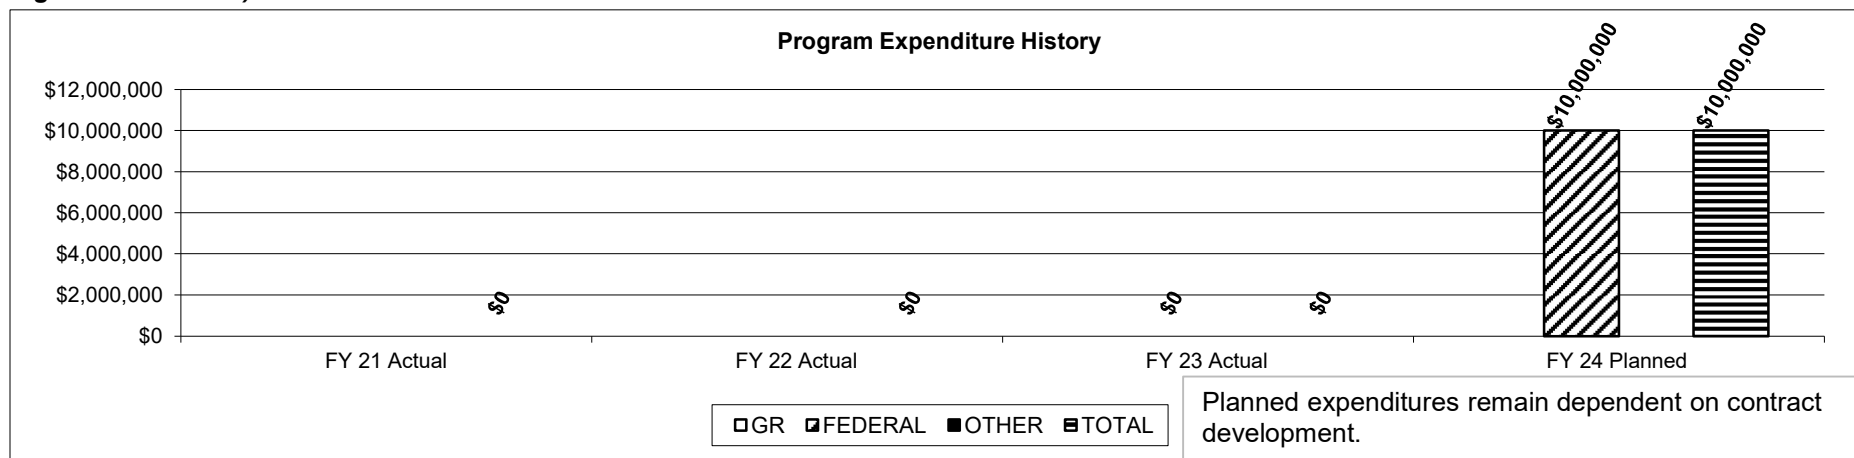 Program Expenditure History
$12,000,000
$10,000,000
$8,000,000
$6,000,000
$4,000,000
$2,000,000
$0
$0
$0
$0
$0
$10,000,000
$10,000,000
FY 21 Actual
FY 22 Actual
FY 23 Actual
FY 24 Planned
GR FEDERAL OTHER TOTAL
Planned expenditures remain dependent on contract
development.